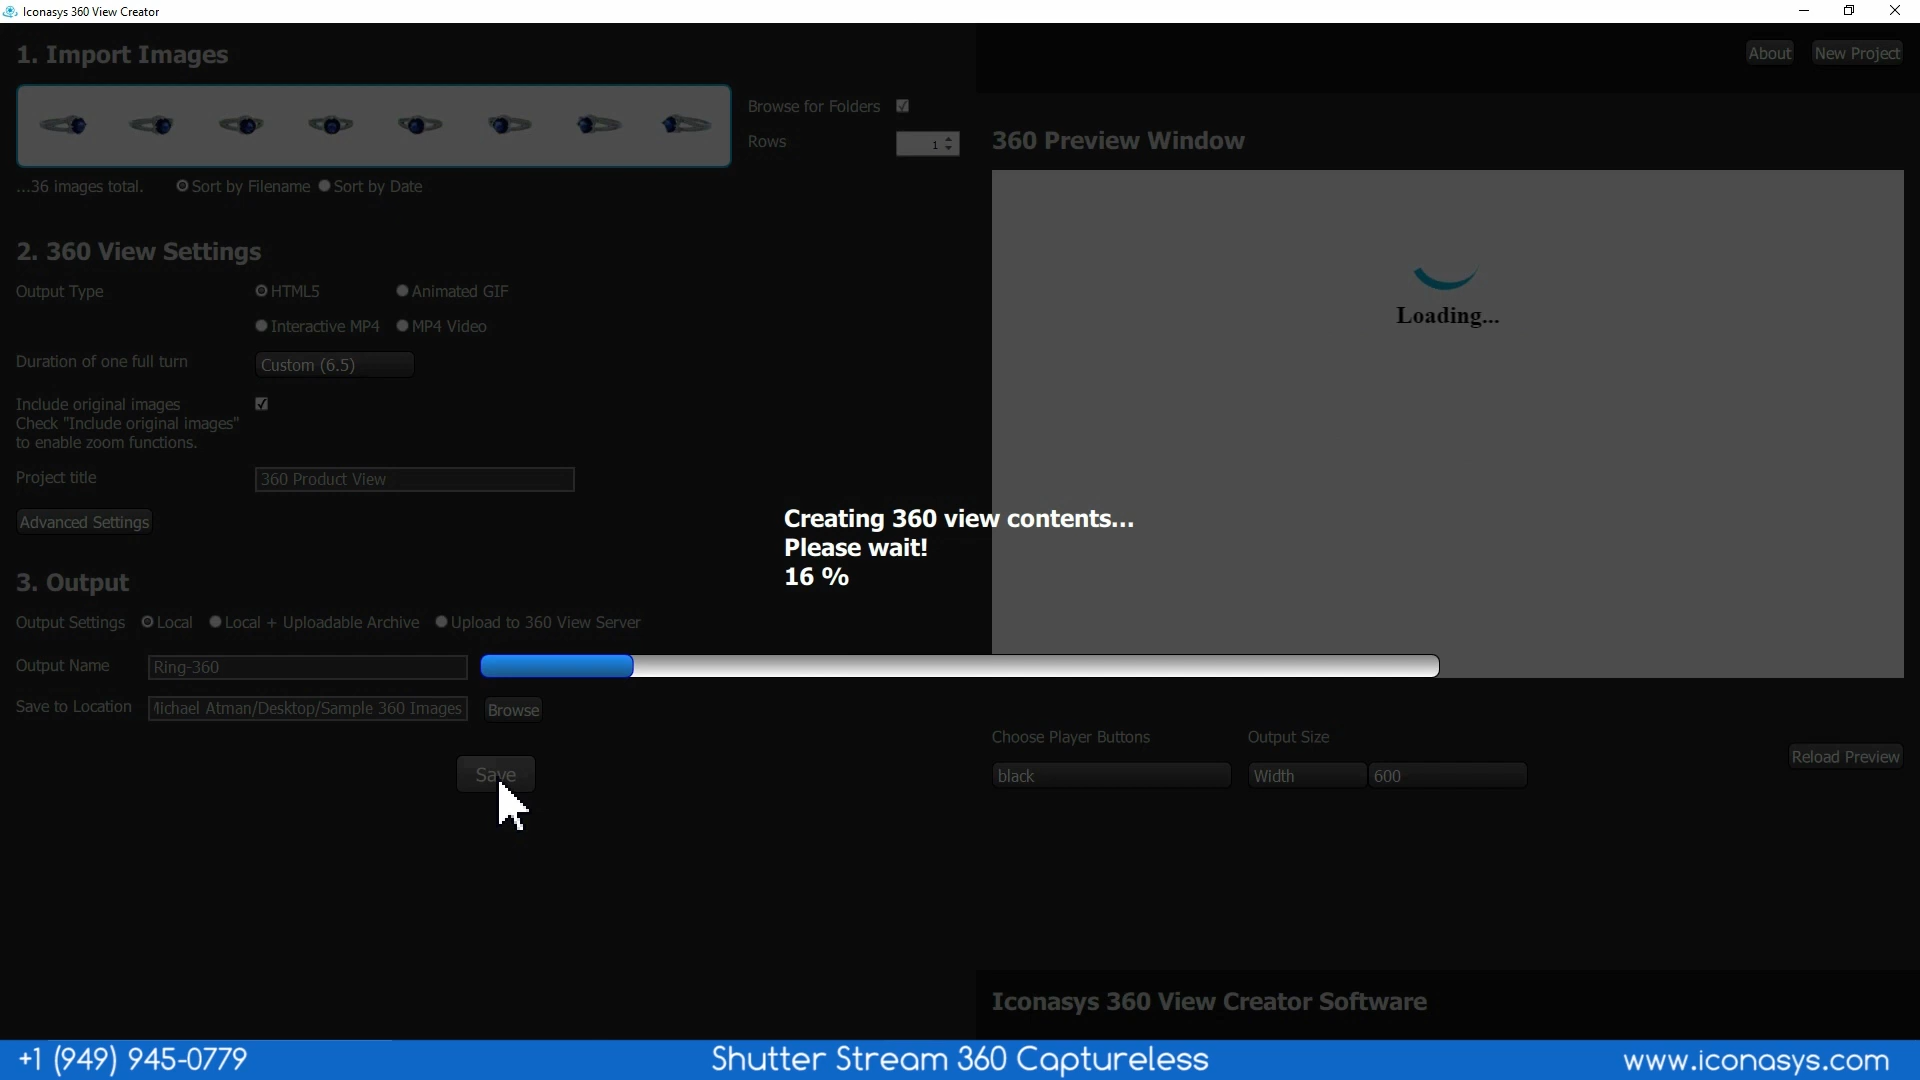 Iconasys 360 View Creator
About
New Project
1. Import Images
Browse for Folders
Rows
1
...36 images total.
Sort by Filename
Sort by Date
360 Preview Window
Loading...
2. 360 View Settings
Output Type
HTML5
Animated GIF
Interactive MP4
MP4 Video
Duration of one full turn
Custom (6.5)
Include original images
Check "Include original images"
to enable zoom functions.
Project title
360 Product View
Advanced Settings
Creating 360 view contents...
Please wait!
16 %
3. Output
Output Settings
Local
Local + Uploadable Archive
Upload to 360 View Server
Output Name
Ring-360
Save to Location
Michael Atman/Desktop/Sample 360 Images
Browse
Save
Choose Player Buttons
black
Output Size
Width
600
Reload Preview
Iconasys 360 View Creator Software
+1 (949) 945-0779
Shutter Stream 360 Captureless
www.iconasys.com